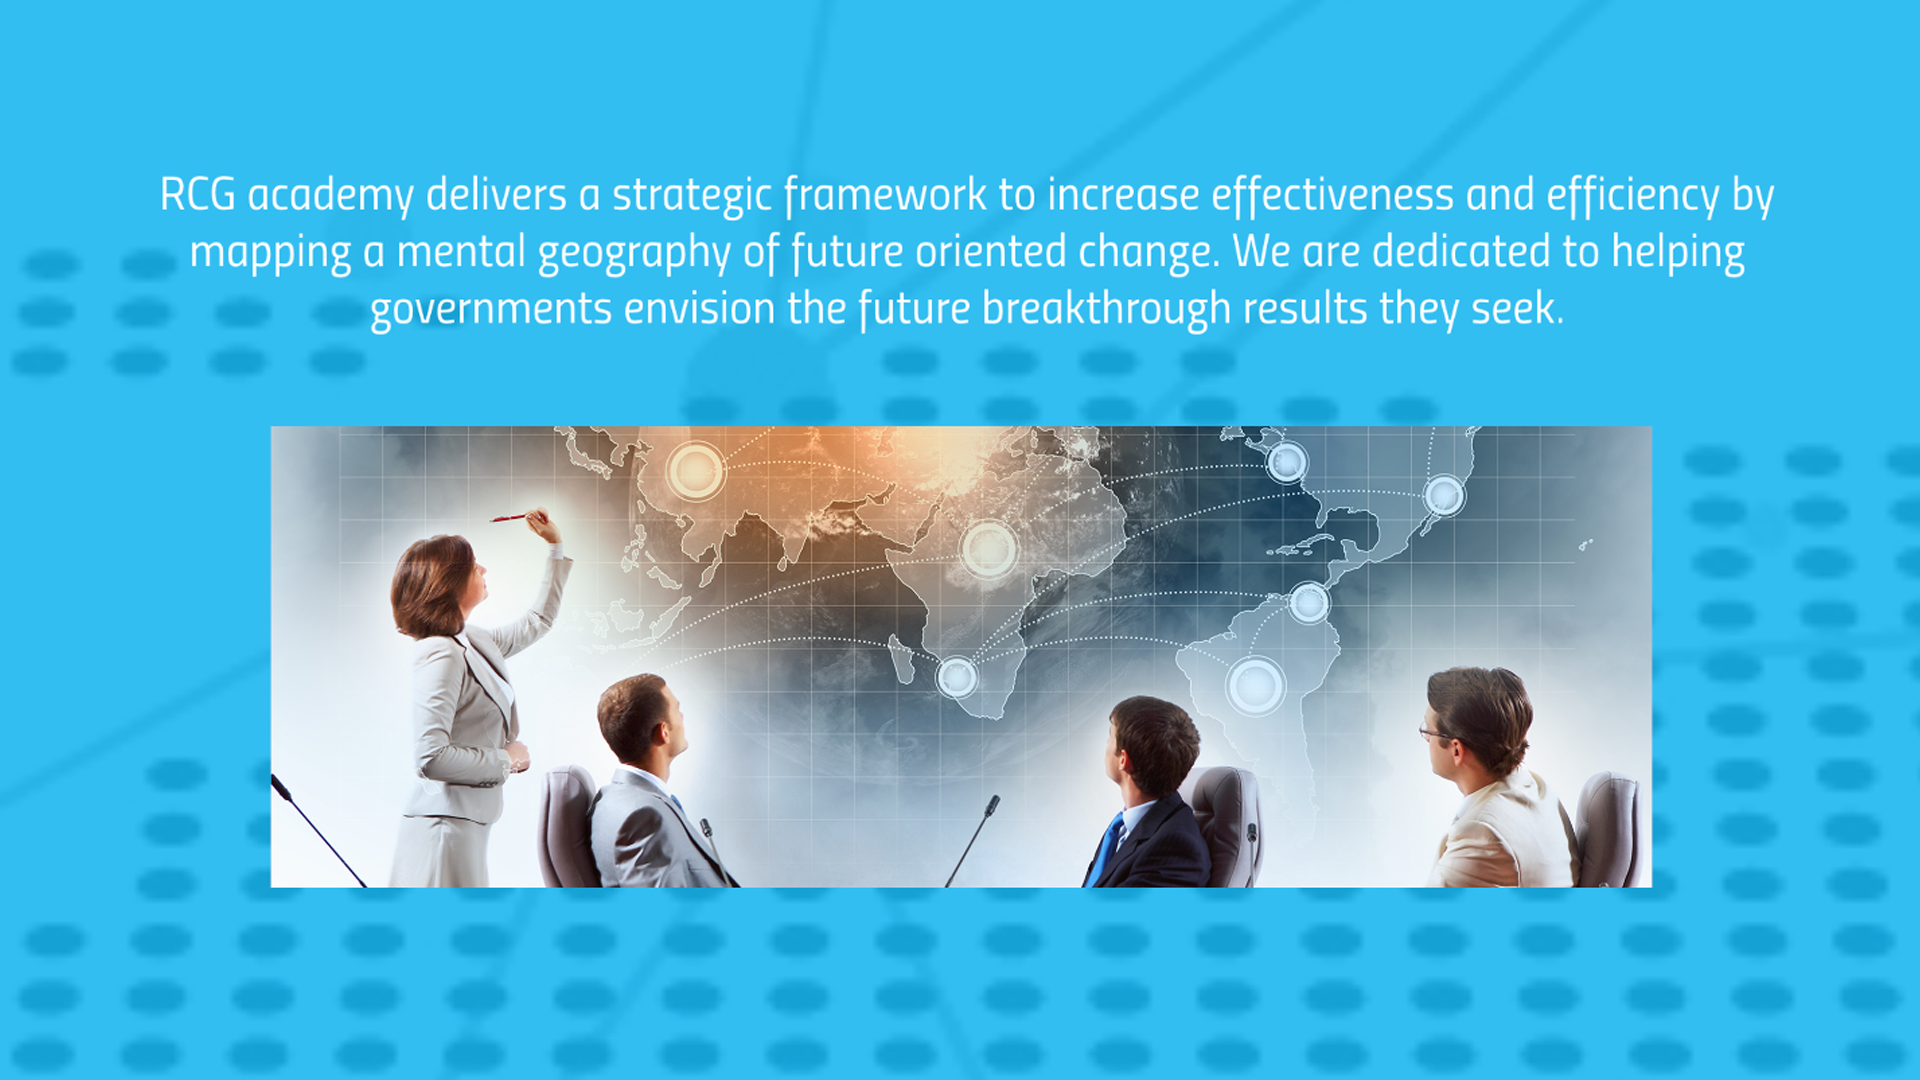 RCG academy delivers a strategic framework to increase effectiveness and efficiency by
mapping a mental geography of future oriented change. We are dedicated to helping
governments envision the future breakthrough results they seek.